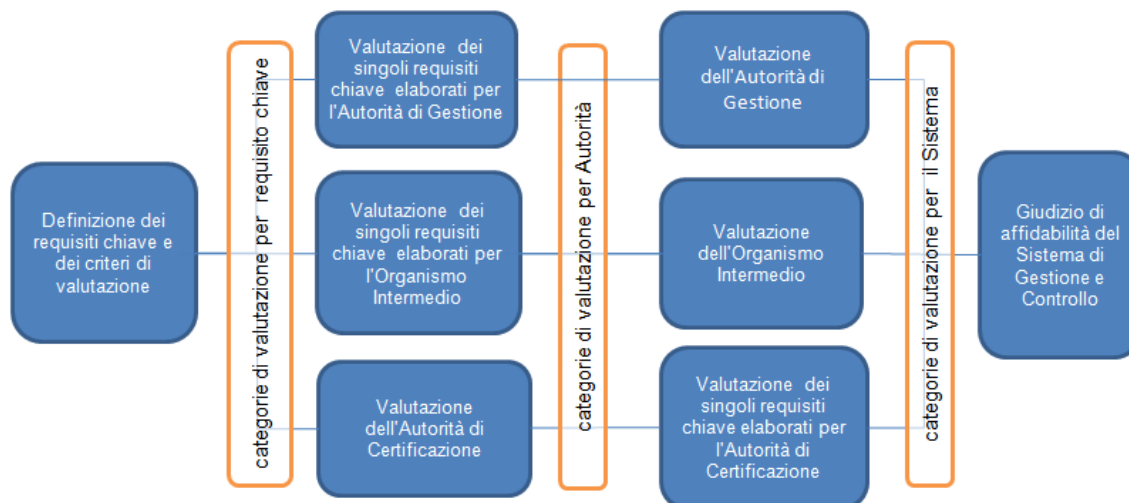 Definizione dei
requisiti chiave e
dei criteri di
valutazione
categorie di valutazione per requisito chiave
Valutazione dei
singoli requisiti
chiave elaborati per
l'Autorità di Gestione
Valutazione dei
singoli requisiti
chiave elaborati per
l'Organismo
Intermedio
Valutazione
dell'Autorità di
Certificazione
categorie di valutazione per Autorità
Valutazione
dell'Autorità di
Gestione
Valutazione
dell'Organismo
Intermedio
Valutazione dei
singoli requisiti
chiave elaborati per
l'Autorità di
Certificazione
categorie di valutazione per il Sistema
Giudizio di
affidabilità del
Sistema di
Gestione e
Controllo